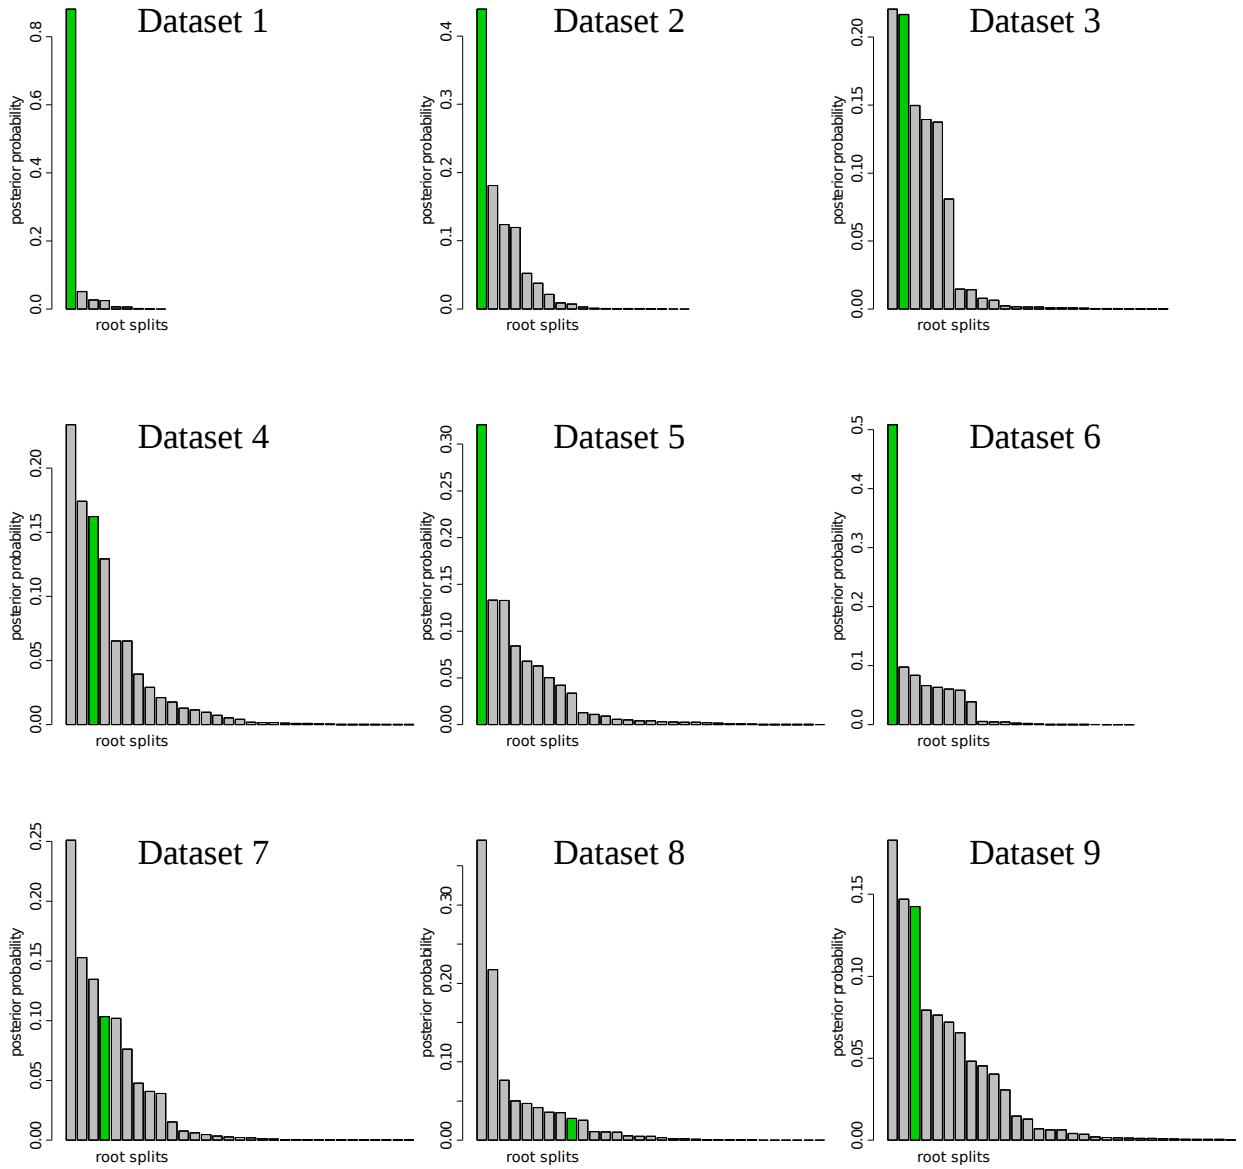 Dataset 1
0.8
0.6
0.4
0.2
0.0
posterior probability
root splits
Dataset 2
0.4
0.3
0.2
0.1
0.0
posterior probability
root splits
Dataset 3
0.20
0.15
0.10
0.05
0.00
posterior probability
root splits
Dataset 4
0.20
0.15
0.10
0.05
0.00
posterior probability
root splits
Dataset 5
0.30
0.25
0.20
0.15
0.10
0.05
0.00
posterior probability
root splits
Dataset 6
0.5
0.4
0.3
0.2
0.1
0.0
posterior probability
root splits
Dataset 7
0.25
0.20
0.15
0.10
0.05
0.00
posterior probability
root splits
Dataset 8
0.30
0.20
0.10
0.00
posterior probability
root splits
Dataset 9
0.15
0.10
0.05
0.00
posterior probability
root splits